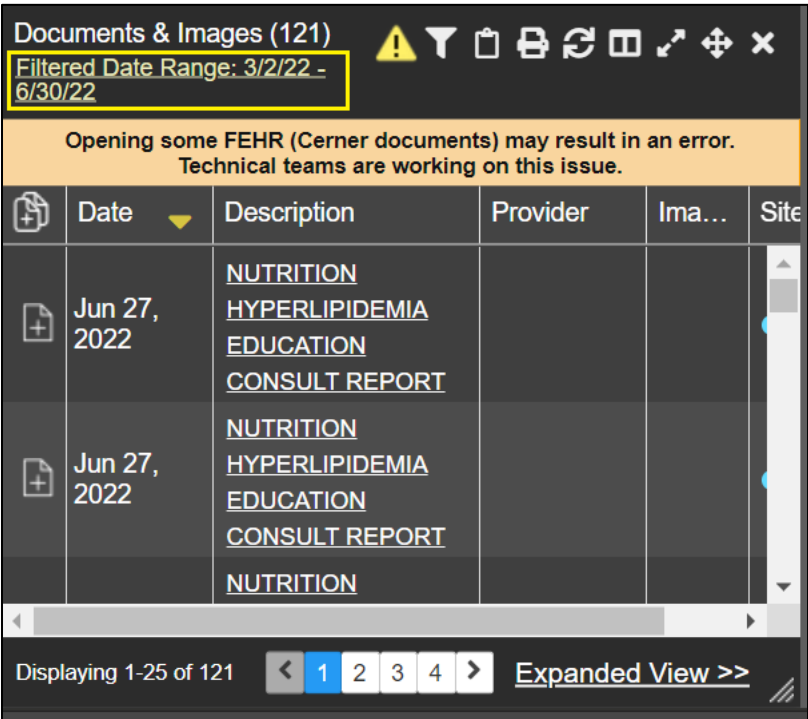 Documents & Images (121)
Filtered Date Range: 3/2/22 -
6/30/22
Opening some FEHR (Cerner documents) may result in an error.
Technical teams are working on this issue.
Date Description Provider Ima... Site
Jun 27,
2022
NUTRITION
HYPERLIPIDEMIA
EDUCATION
CONSULT REPORT
Jun 27,
2022
NUTRITION
HYPERLIPIDEMIA
EDUCATION
CONSULT REPORT
NUTRITION
Displaying 1-25 of 121 < 1 2 3 4 > Expanded View >>